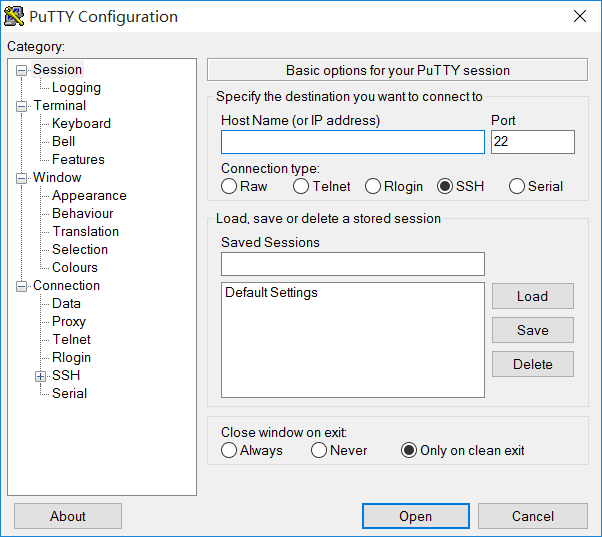 PuTTY Configuration
Category:
Session
Logging
Terminal
Keyboard
Bell
Features
Window
Appearance
Behaviour
Translation
Selection
Colours
Connection
Data
Proxy
Telnet
Rlogin
SSH
Serial
Basic options for your PuTTY session
Specify the destination you want to connect to
Host Name (or IP address) Port
22
Connection type:
Raw Telnet Rlogin SSH Serial
Load, save or delete a stored session
Saved Sessions
Default Settings
Load
Save
Delete
Close window on exit:
Always Never Only on clean exit
About Open Cancel